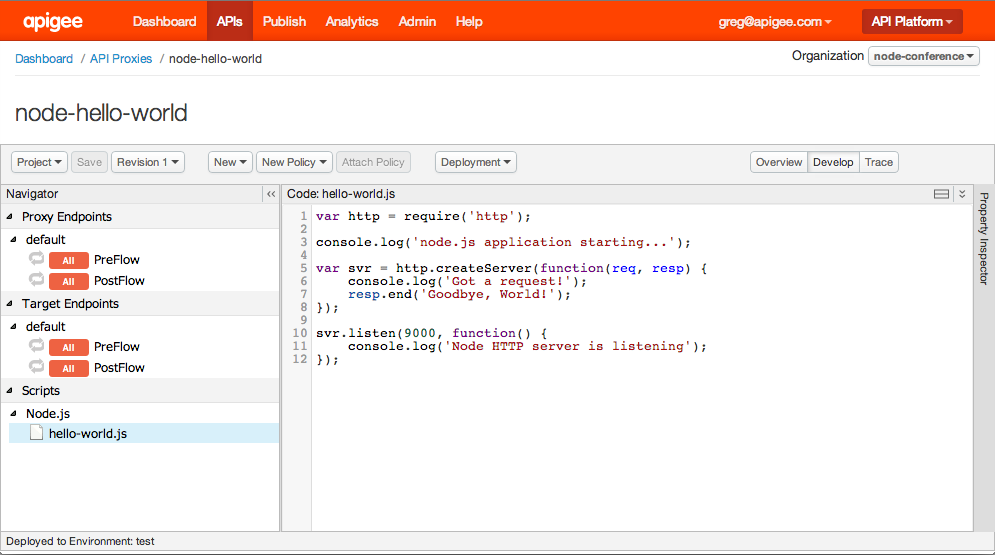 apigee Dashboard APIs Publish Analytics Admin Help greg@apigee.com API Platform
Dashboard / API Proxies / node-hello-world Organization node-conference
node-hello-world
Project Save Revision 1 New New Policy Attach Policy Deployment Overview Develop Trace
Navigator << Code: hello-world.js
Property Inspector
Proxy Endpoints
default
All PreFlow
All PostFlow
Target Endpoints
default
All PreFlow
All PostFlow
Scripts
Node.js
hello-world.js
1 var http = require('http');
2
3 console.log('node.js application starting...');
4
5 var svr = http.createServer(function(req, resp) {
6 console.log('Got a request!');
7 resp.end('Goodbye, World!');
8 });
9
10 svr.listen(9000, function() {
11 console.log('Node HTTP server is listening');
12 });
Deployed to Environment: test